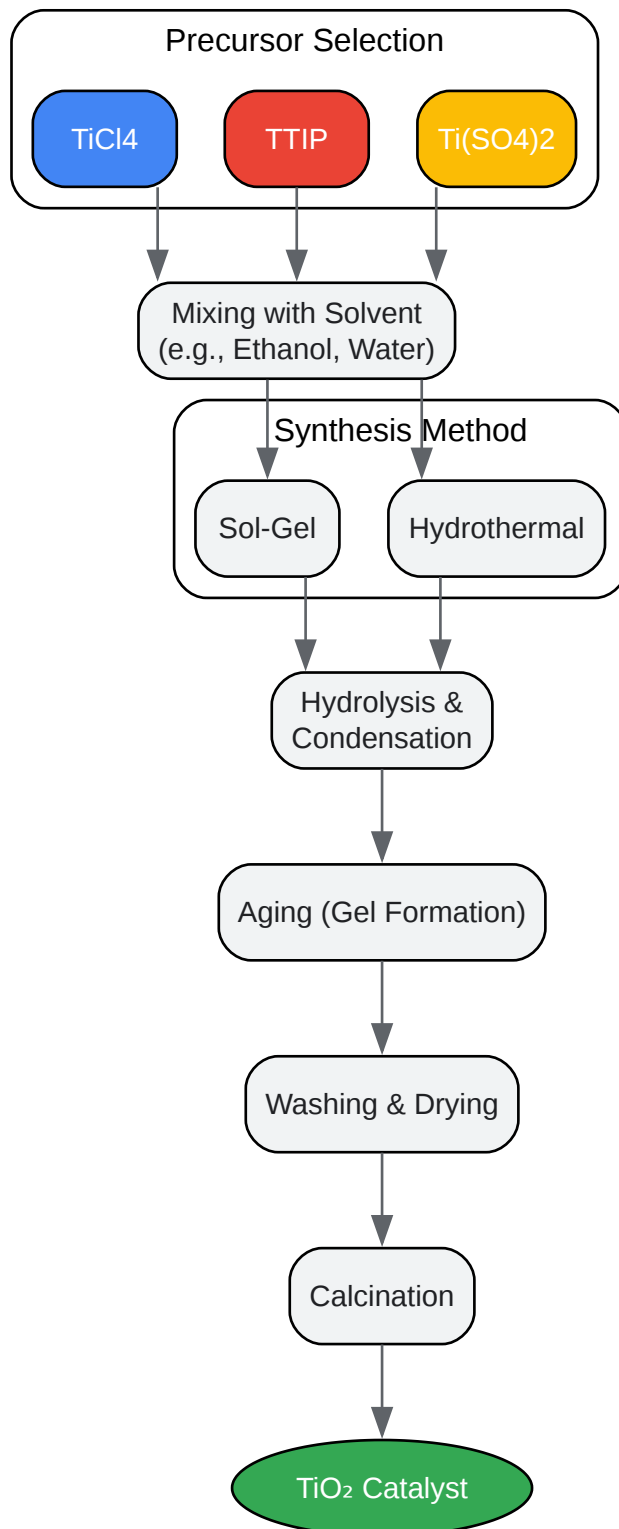 Precursor Selection
TiCl4
TTIP
Ti(SO4)2
Mixing with Solvent
(e.g., Ethanol, Water)
Synthesis Method
Sol-Gel
Hydrothermal
Hydrolysis &
Condensation
Aging (Gel Formation)
Washing & Drying
Calcination
TiO₂ Catalyst